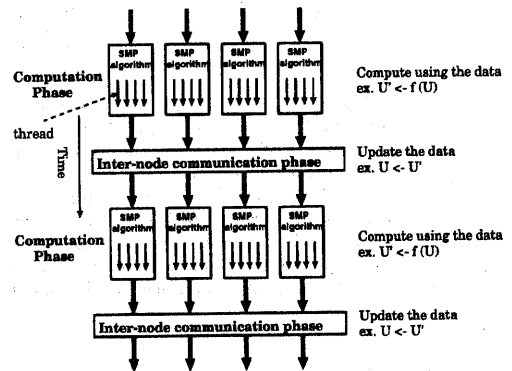 SMP algorithm
SMP algorithm
SMP algorithm
SMP algorithm
Computation
Phase
Compute using the data
ex. U' <- f (U)
thread
Time
Inter-node communication phase
Update the data
ex. U <- U'
SMP algorithm
SMP algorithm
SMP algorithm
SMP algorithm
Computation
Phase
Compute using the data
ex. U' <- f (U)
Inter-node communication phase
Update the data
ex. U <- U'